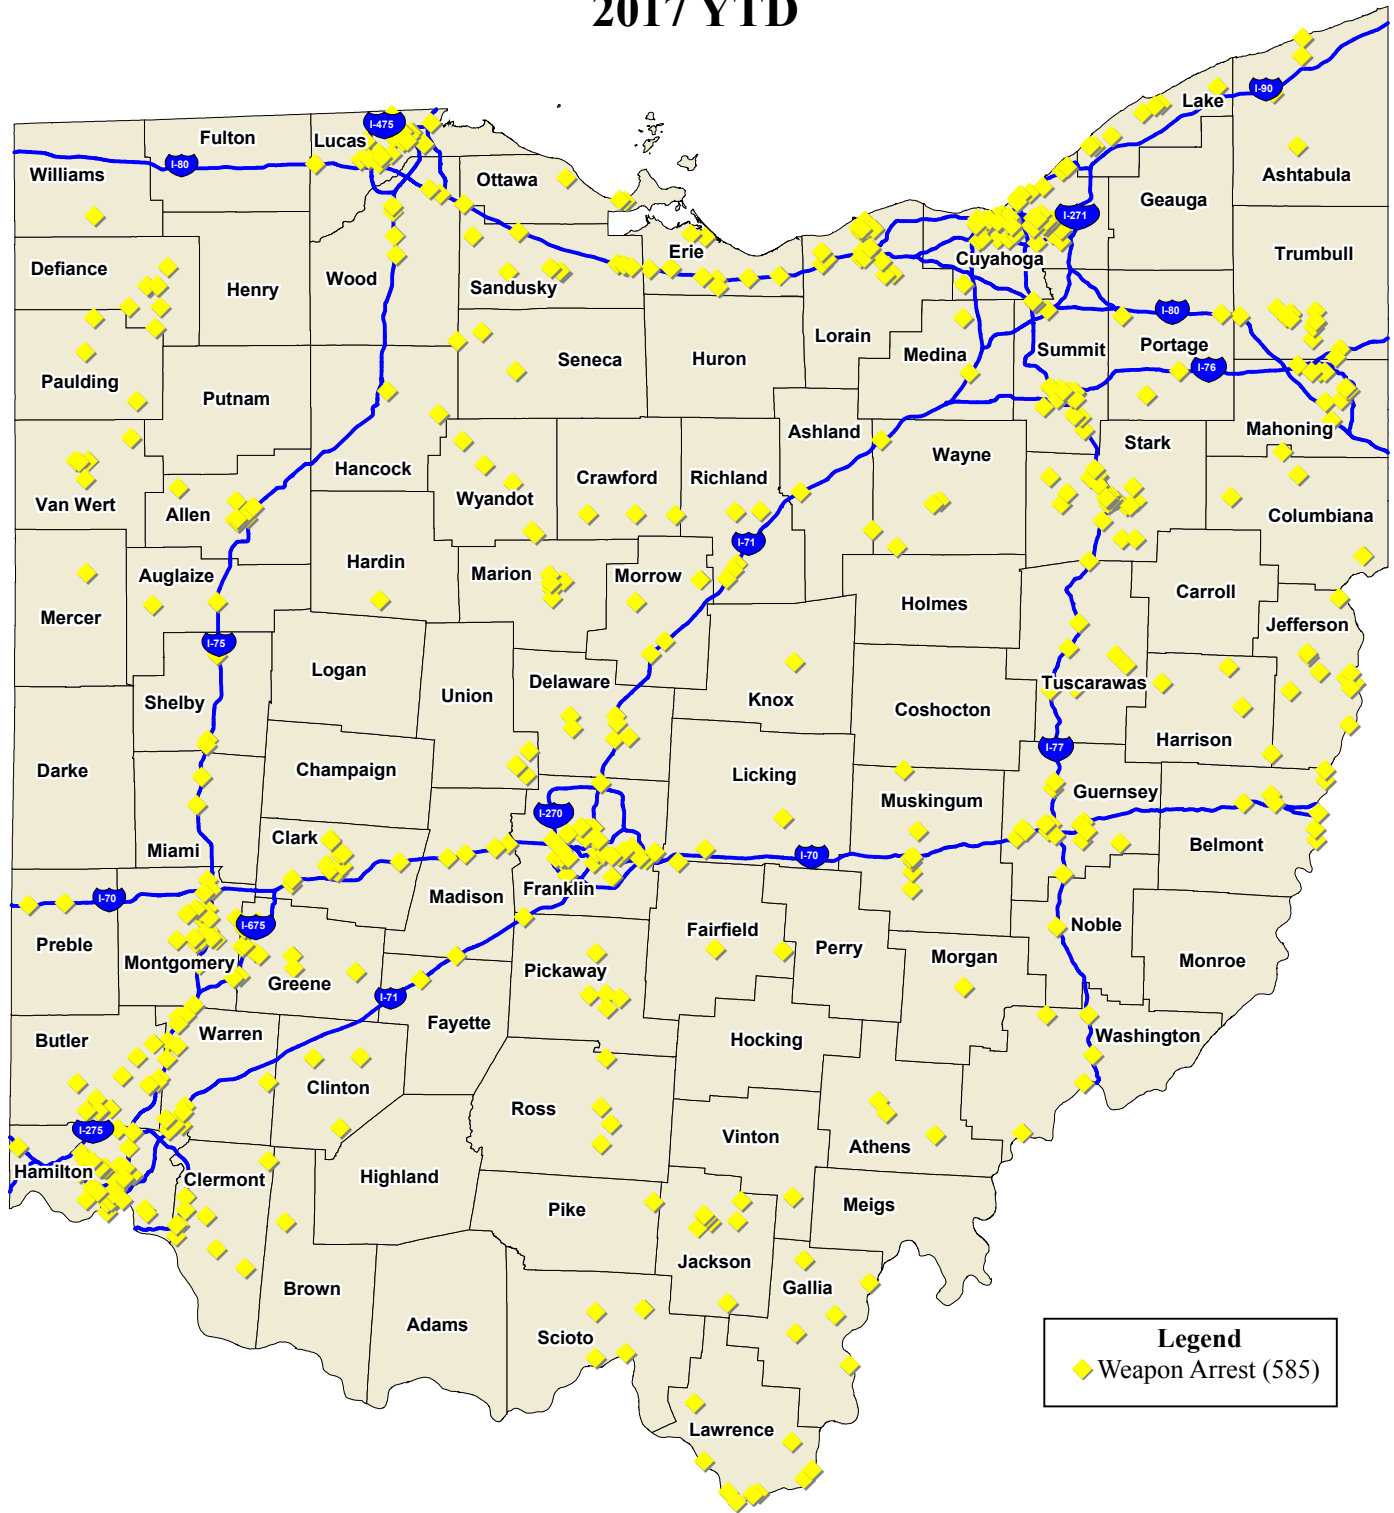 2017 YTD
I-90
Lake
I-475
Fulton
Lucas
I-80
Williams
Ottawa
Ashtabula
Geauga
I-271
Erie
Cuyahoga
Trumbull
Defiance
Wood
Henry
Sandusky
I-80
Lorain
Portage
Summit
Medina
Seneca
Huron
I-76
Paulding
Putnam
Ashland
Mahoning
Stark
Wayne
Hancock
Crawford
Richland
Wyandot
Van Wert
Allen
Columbiana
I-71
Hardin
Marion
Morrow
Auglaize
Carroll
Holmes
Mercer
Jefferson
I-75
Logan
Delaware
Tuscarawas
Union
Knox
Shelby
Coshocton
Harrison
I-77
Darke
Champaign
Licking
Guernsey
Muskingum
I-270
Clark
Belmont
Miami
I-70
Franklin
Madison
I-70
I-675
Noble
Fairfield
Preble
Perry
Morgan
Montgomery
Monroe
Pickaway
Greene
I-71
Fayette
Warren
Washington
Butler
Hocking
Clinton
Ross
I-275
Vinton
Athens
Hamilton
Clermont
Highland
Meigs
Pike
Jackson
Gallia
Brown
Adams
Scioto
Legend
Weapon Arrest (585)
Lawrence